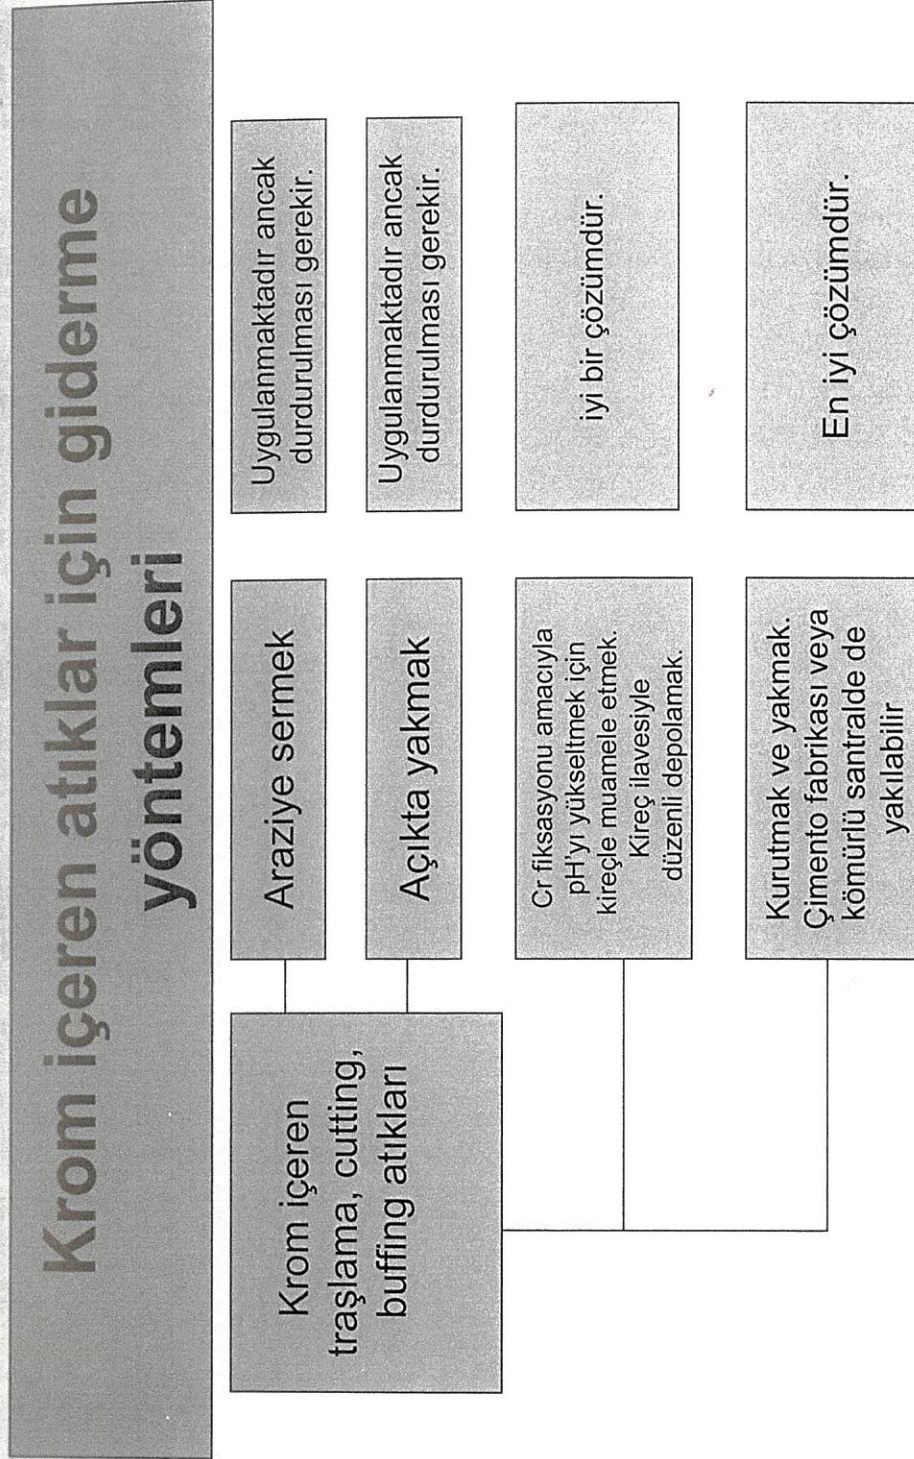 Krom içeren atıklar için giderme
yöntemleri
Krom içeren
traşlama, cutting,
buffing atıkları
Araziye sermek
Uygulanmaktadır ancak
durdurulması gerekir.
Açıkta yakmak
Uygulanmaktadır ancak
durdurulması gerekir.
Cr fiksasyonu amacıyla
pH'yı yükseltmek için
kireçle muamele etmek.
Kireç ilavesiyle
düzenli depolamak.
iyi bir çözümdür.
Kurutmak ve yakmak.
Çimento fabrikası veya
kömürlü santralde de
yakılabilir
En iyi çözümdür.